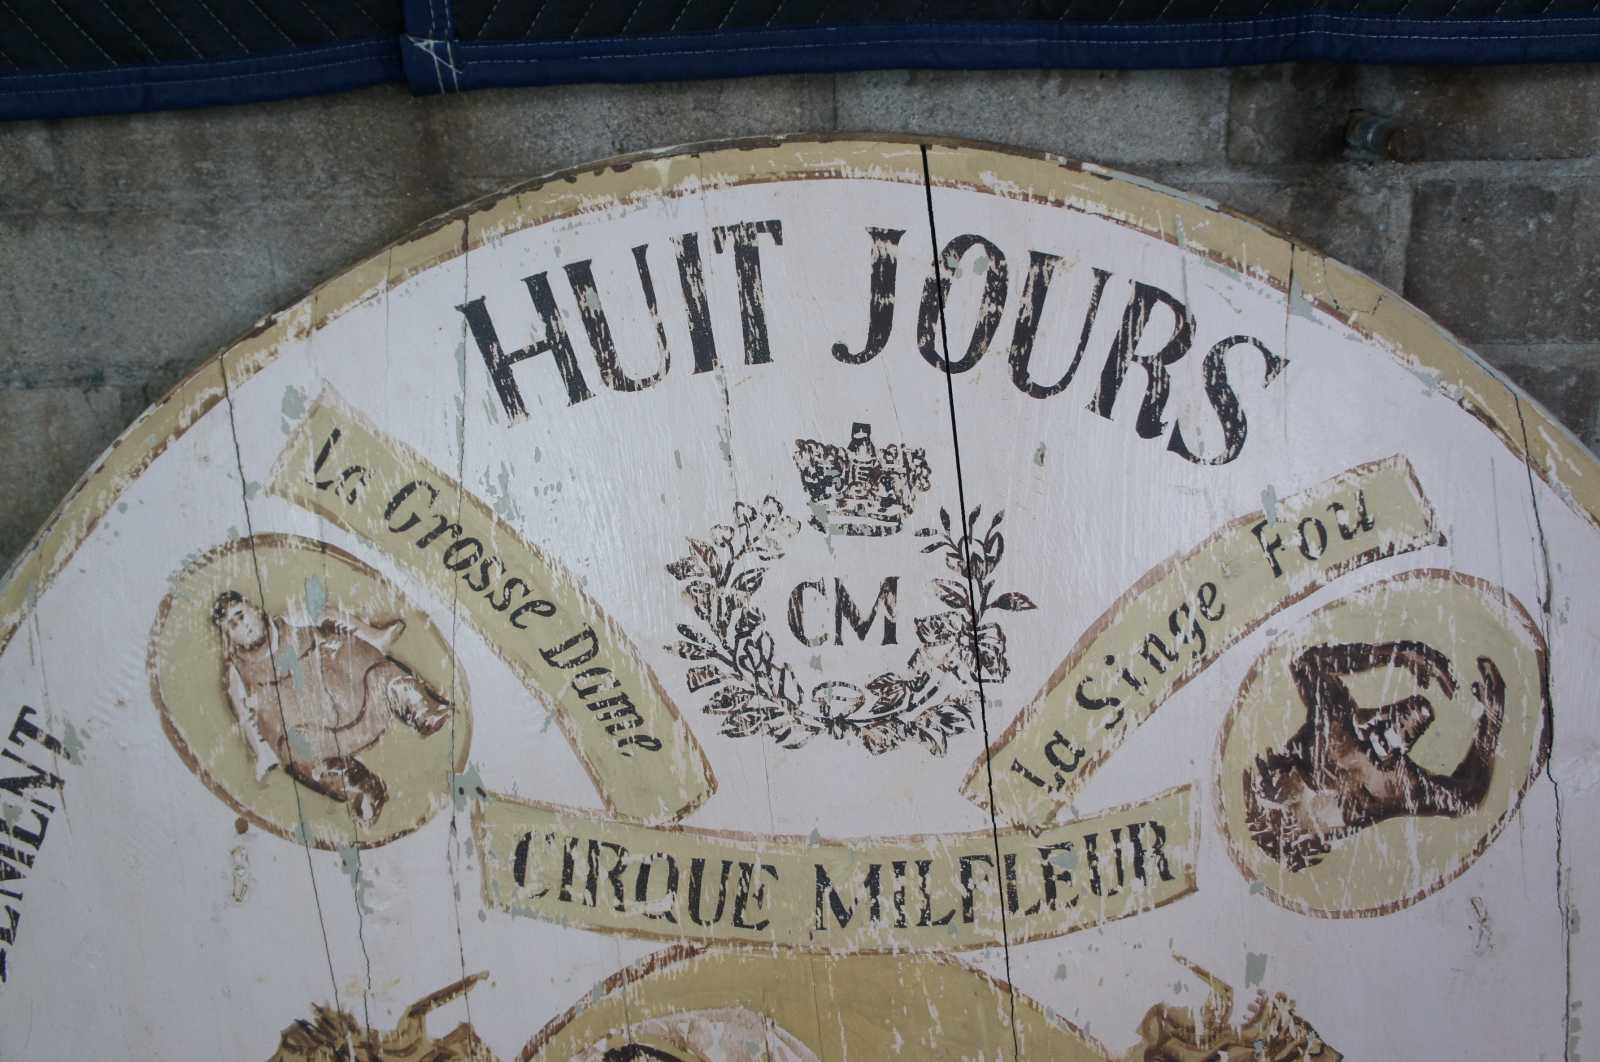 HUIT JOURS
La Grosse Dame
CM
La Singe Fou
CIRQUE MILFLEUR